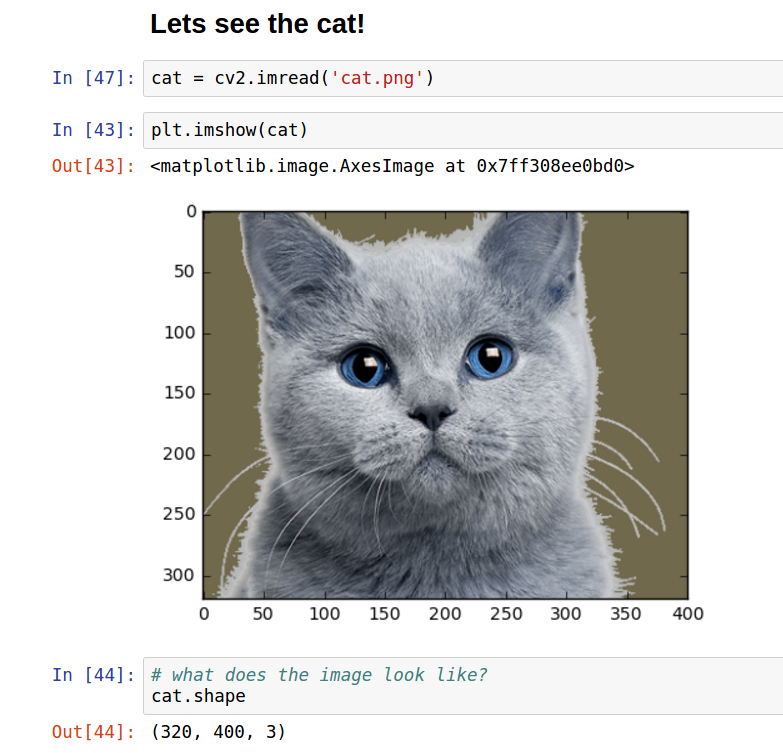 Lets see the cat!
In [47]: cat = cv2.imread('cat.png')
In [43]: plt.imshow(cat)
Out[43]: <matplotlib.image.AxesImage at 0x7ff308ee0bd0>
0
50
100
150
200
250
300
0 50 100 150 200 250 300 350 400
In [44]: # what does the image look like?
cat.shape
Out[44]: (320, 400, 3)